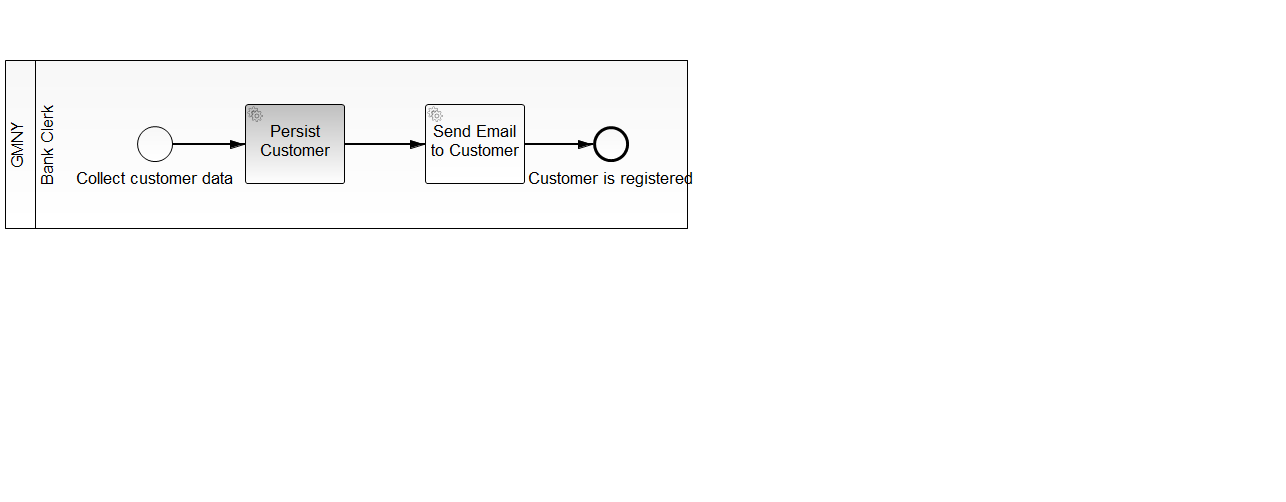 GMNY
Bank Clerk
Collect customer data
Persist
Customer
Send Email
to Customer
Customer is registered